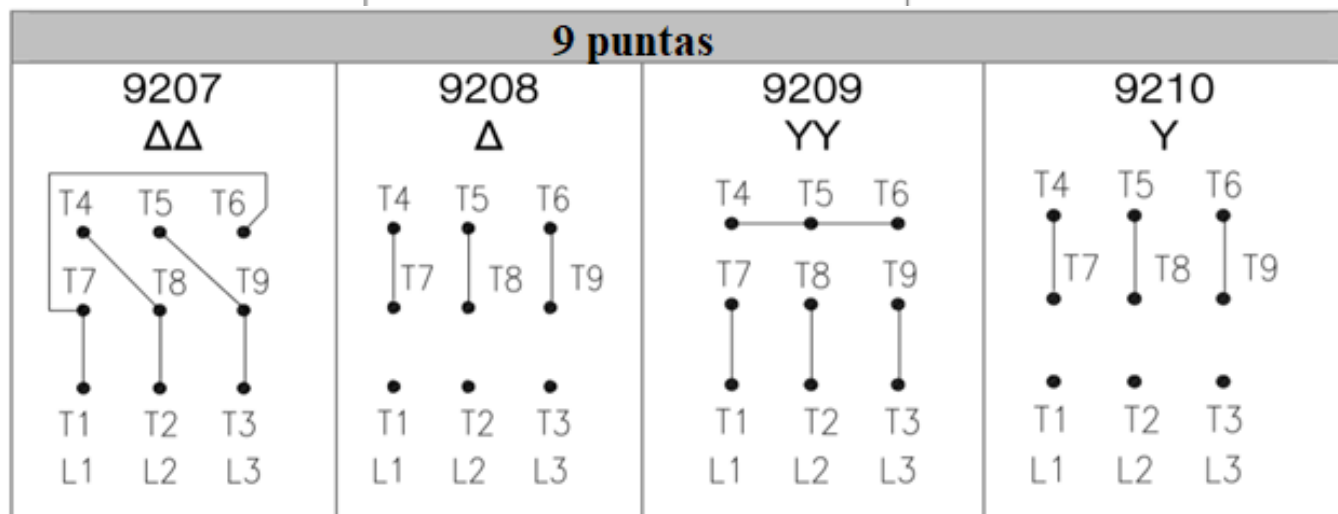 9 puntas
9207
ΔΔ
T4 T5 T6
T7 T8 T9
T1 T2 T3
L1 L2 L3
9208
Δ
T4 T5 T6
T7 T8 T9
T1 T2 T3
L1 L2 L3
9209
YY
T4 T5 T6
T7 T8 T9
T1 T2 T3
L1 L2 L3
9210
Y
T4 T5 T6
T7 T8 T9
T1 T2 T3
L1 L2 L3